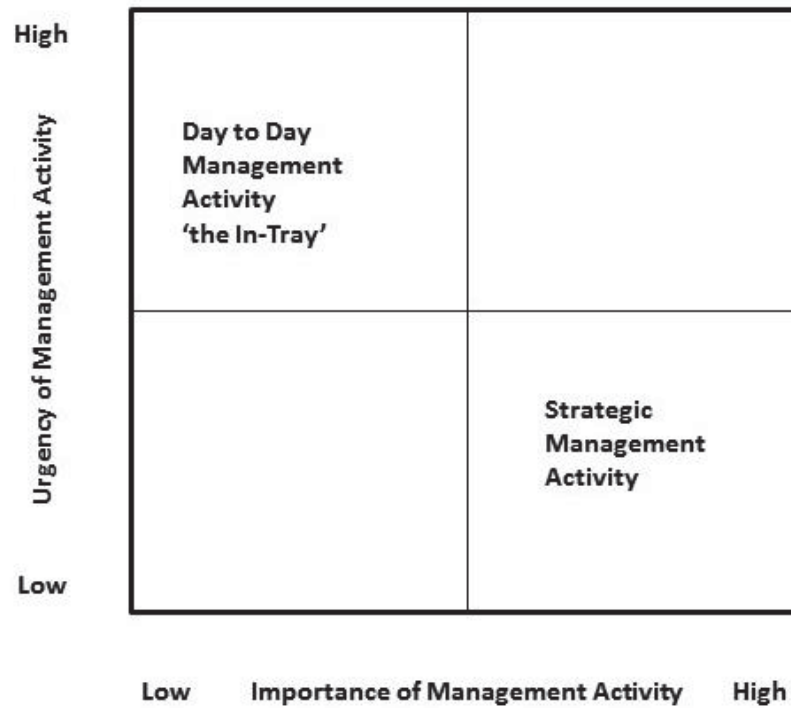 High
Day to Day
Management
Activity
‘the In-Tray’
Urgency of Management Activity
Strategic
Management
Activity
Low
Low Importance of Management Activity High